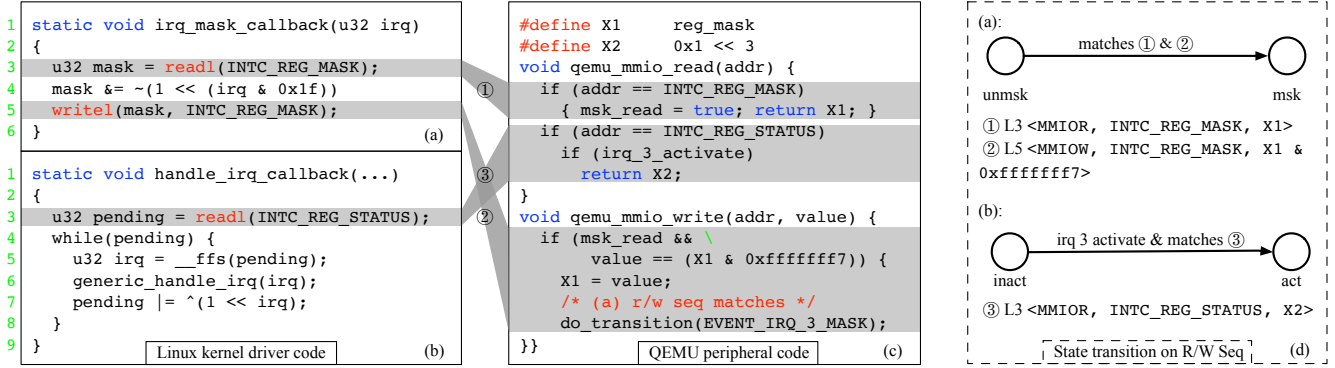 1 static void irq_mask_callback(u32 irq)
2 {
3 u32 mask = readl(INTC_REG_MASK);
4 mask &= ~(1 << (irq & 0x1f))
5 writel(mask, INTC_REG_MASK);
6 }
(a)
1 static void handle_irq_callback(...)
2 {
3 u32 pending = readl(INTC_REG_STATUS);
4 while(pending) {
5 u32 irq = __ffs(pending);
6 generic_handle_irq(irq);
7 pending |= ^(1 << irq);
8 }
9 }
Linux kernel driver code
(b)
①
③
②
#define X1 reg_mask
#define X2 0x1 << 3
void qemu_mmio_read(addr) {
if (addr == INTC_REG_MASK)
{ msk_read = true; return X1; }
if (addr == INTC_REG_STATUS)
if (irq_3_activate)
return X2;
}
void qemu_mmio_write(addr, value) {
if (msk_read && \
value == (X1 & 0xfffffff7)) {
X1 = value;
/* (a) r/w seq matches */
do_transition(EVENT_IRQ_3_MASK);
}}
QEMU peripheral code
(c)
(a):
matches ① & ②
unmsk
msk
① L3 <MMIOR, INTC_REG_MASK, X1>
② L5 <MMIOW, INTC_REG_MASK, X1 &
0xfffffff7>
(b):
irq 3 activate & matches ③
inact
act
③ L3 <MMIOR, INTC_REG_STATUS, X2>
State transition on R/W Seq
(d)